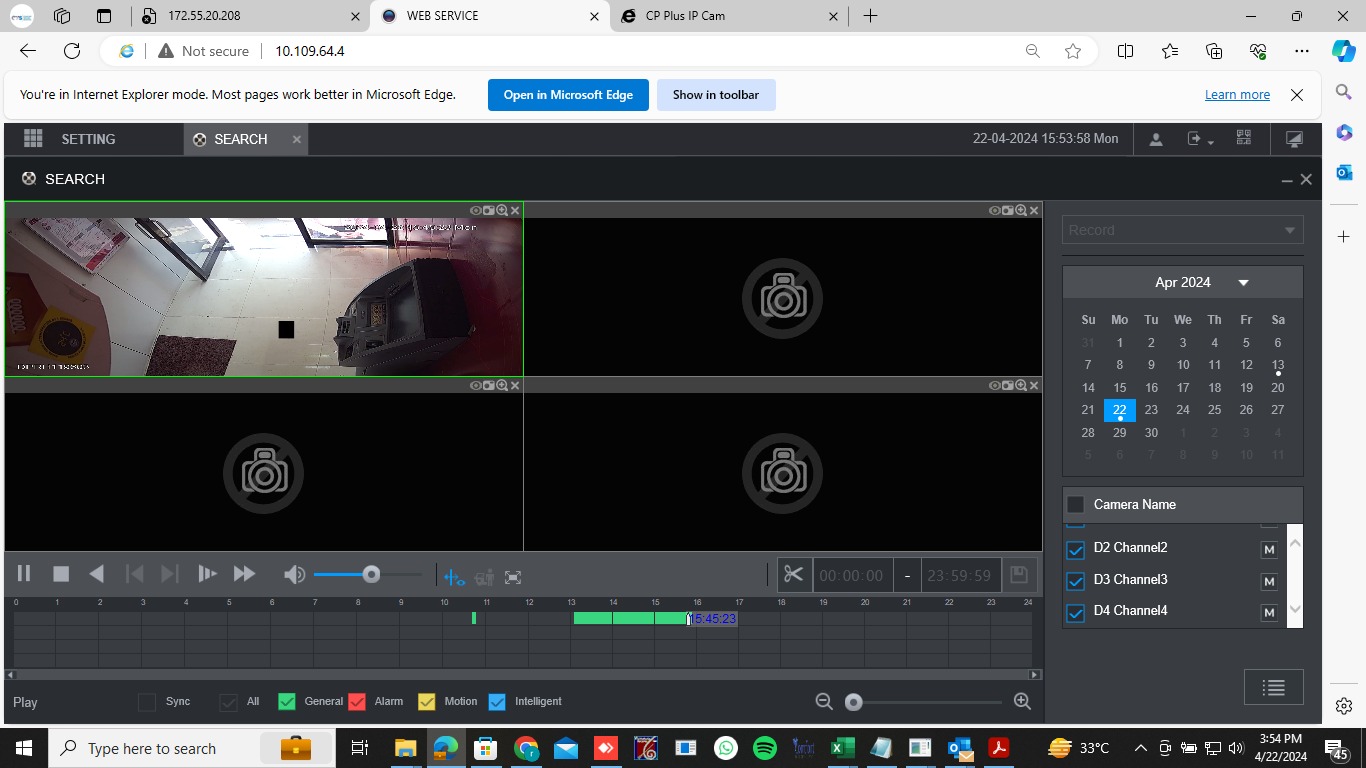 172.55.20.208
WEB SERVICE
CP Plus IP Cam
Not secure
10.109.64.4
You're in Internet Explorer mode. Most pages work better in Microsoft Edge.
Open in Microsoft Edge
Show in toolbar
Learn more
SETTING
SEARCH
22-04-2024 15:53:58 Mon
SEARCH
Record
Apr 2024
Su Mo Tu We Th Fr Sa
31 1 2 3 4 5 6
7 8 9 10 11 12 13
14 15 16 17 18 19 20
21 22 23 24 25 26 27
28 29 30 1 2 3 4
5 6 7 8 9 10 11
Camera Name
D2 Channel2 M
D3 Channel3 M
D4 Channel4 M
00:00:00 - 23:59:59
0 1 2 3 4 5 6 7 8 9 10 11 12 13 14 15 16 17 18 19 20 21 22 23 24
15:45:23
Play
Sync
All
General
Alarm
Motion
Intelligent
Type here to search
33°C
3:54 PM
4/22/2024
45